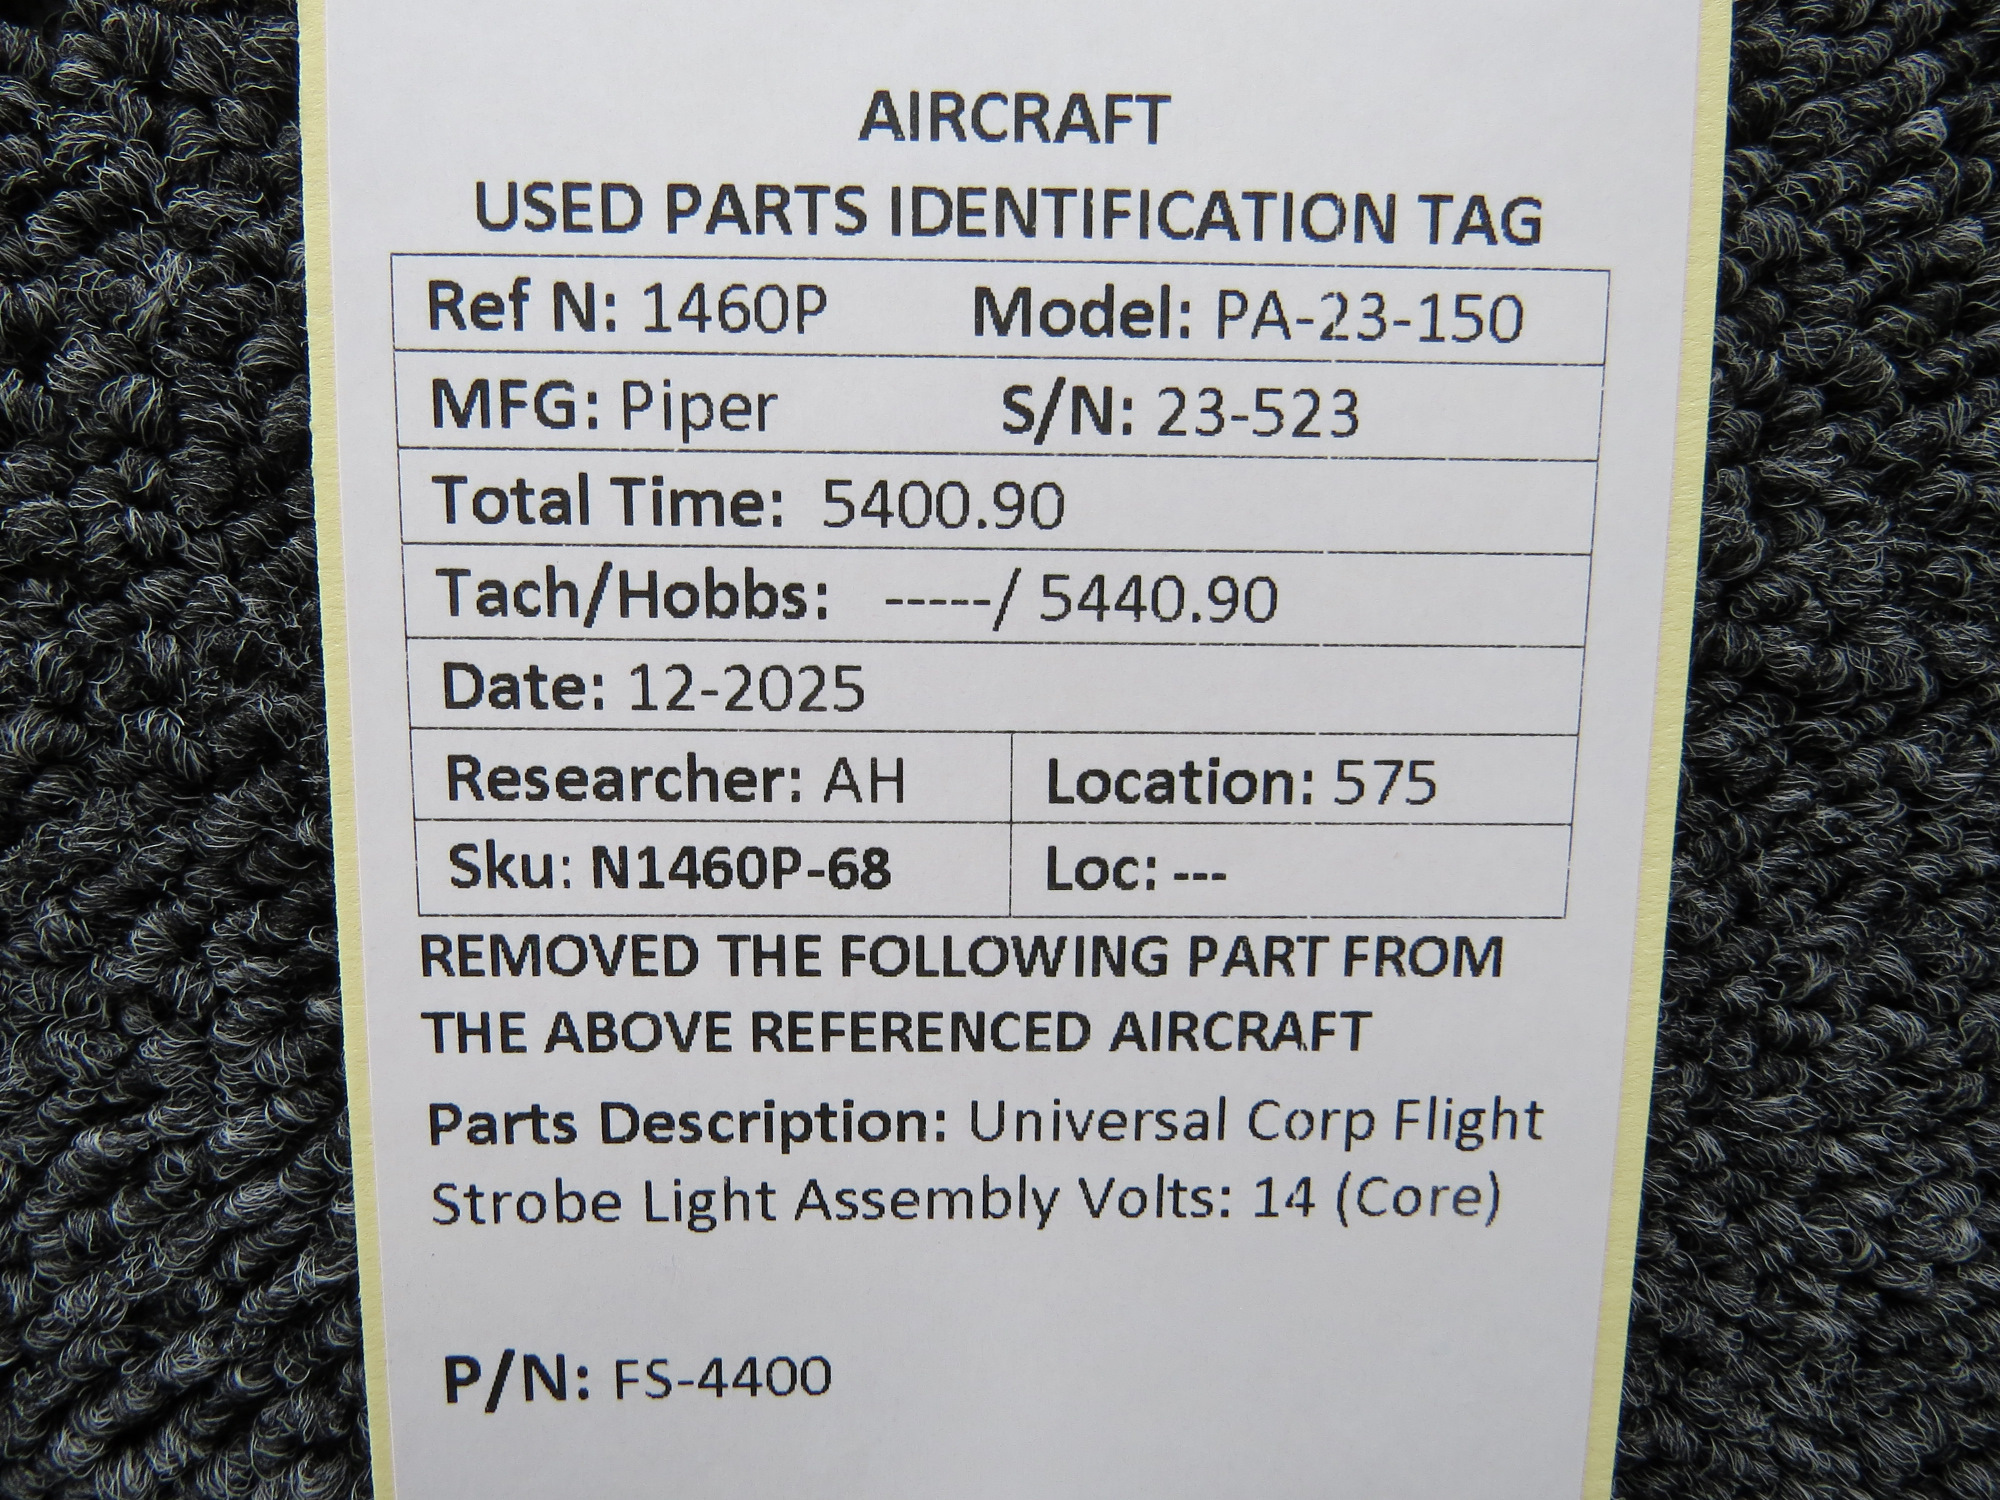 AIRCRAFT
USED PARTS IDENTIFICATION TAG
Ref N: 1460P Model: PA-23-150
MFG: Piper S/N: 23-523
Total Time: 5400.90
Tach/Hobbs: -----/ 5440.90
Date: 12-2025
Researcher: AH Location: 575
Sku: N1460P-68 Loc: ---
REMOVED THE FOLLOWING PART FROM
THE ABOVE REFERENCED AIRCRAFT
Parts Description: Universal Corp Flight
Strobe Light Assembly Volts: 14 (Core)
P/N: FS-4400